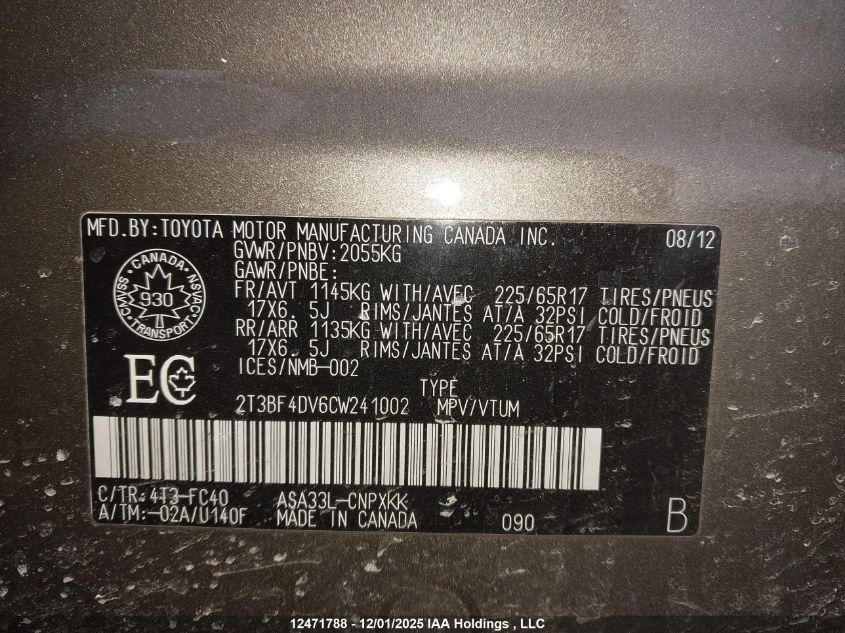 MFD.BY:TOYOTA MOTOR MANUFACTURING CANADA INC. 08/12
GVWR/PNBV:2055KG
GAWR/PNBE:
FR/AVT 1145KG WITH/AVEC 225/65R17 TIRES/PNEUS
17X6.5J RIMS/JANTES AT/A 32PSI COLD/FROID
RR/ARR 1135KG WITH/AVEC 225/65R17 TIRES/PNEUS
17X6.5J RIMS/JANTES AT/A 32PSI COLD/FROID
ICES/NMB-002
CANADA
CMVSS
NSVAC
930
TRANSPORT
EC
TYPE
2T3BF4DV6CW241002 MPV/VTUM
C/TR:4T3-FC40 ASA33L-CNPXKK
A/TM:-02A/U140F MADE IN CANADA 090 B
12471788 - 12/01/2025 IAA Holdings , LLC